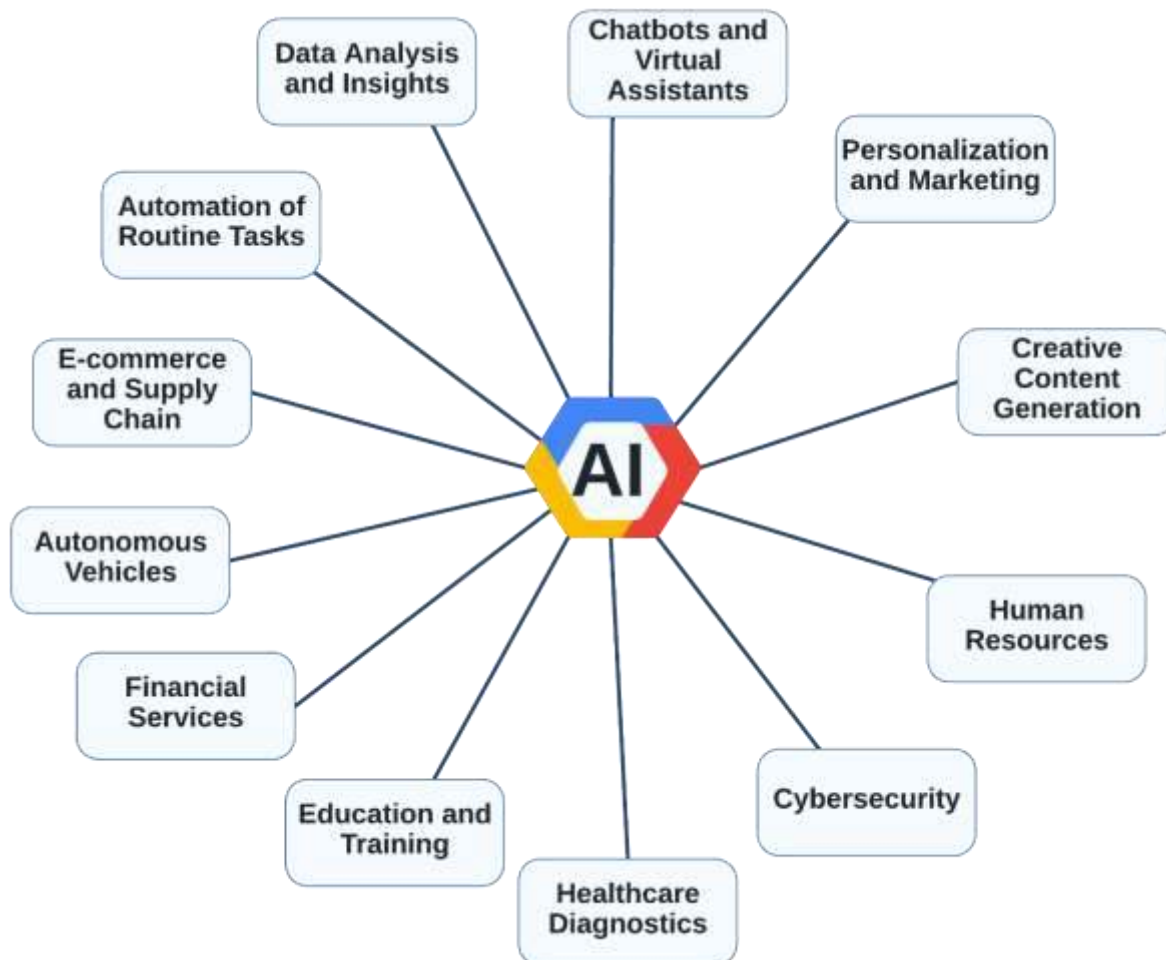 Data Analysis
and Insights
Chatbots and
Virtual
Assistants
Personalization
and Marketing
Automation of
Routine Tasks
E-commerce
and Supply
Chain
Creative
Content
Generation
AI
Autonomous
Vehicles
Human
Resources
Financial
Services
Cybersecurity
Education and
Training
Healthcare
Diagnostics